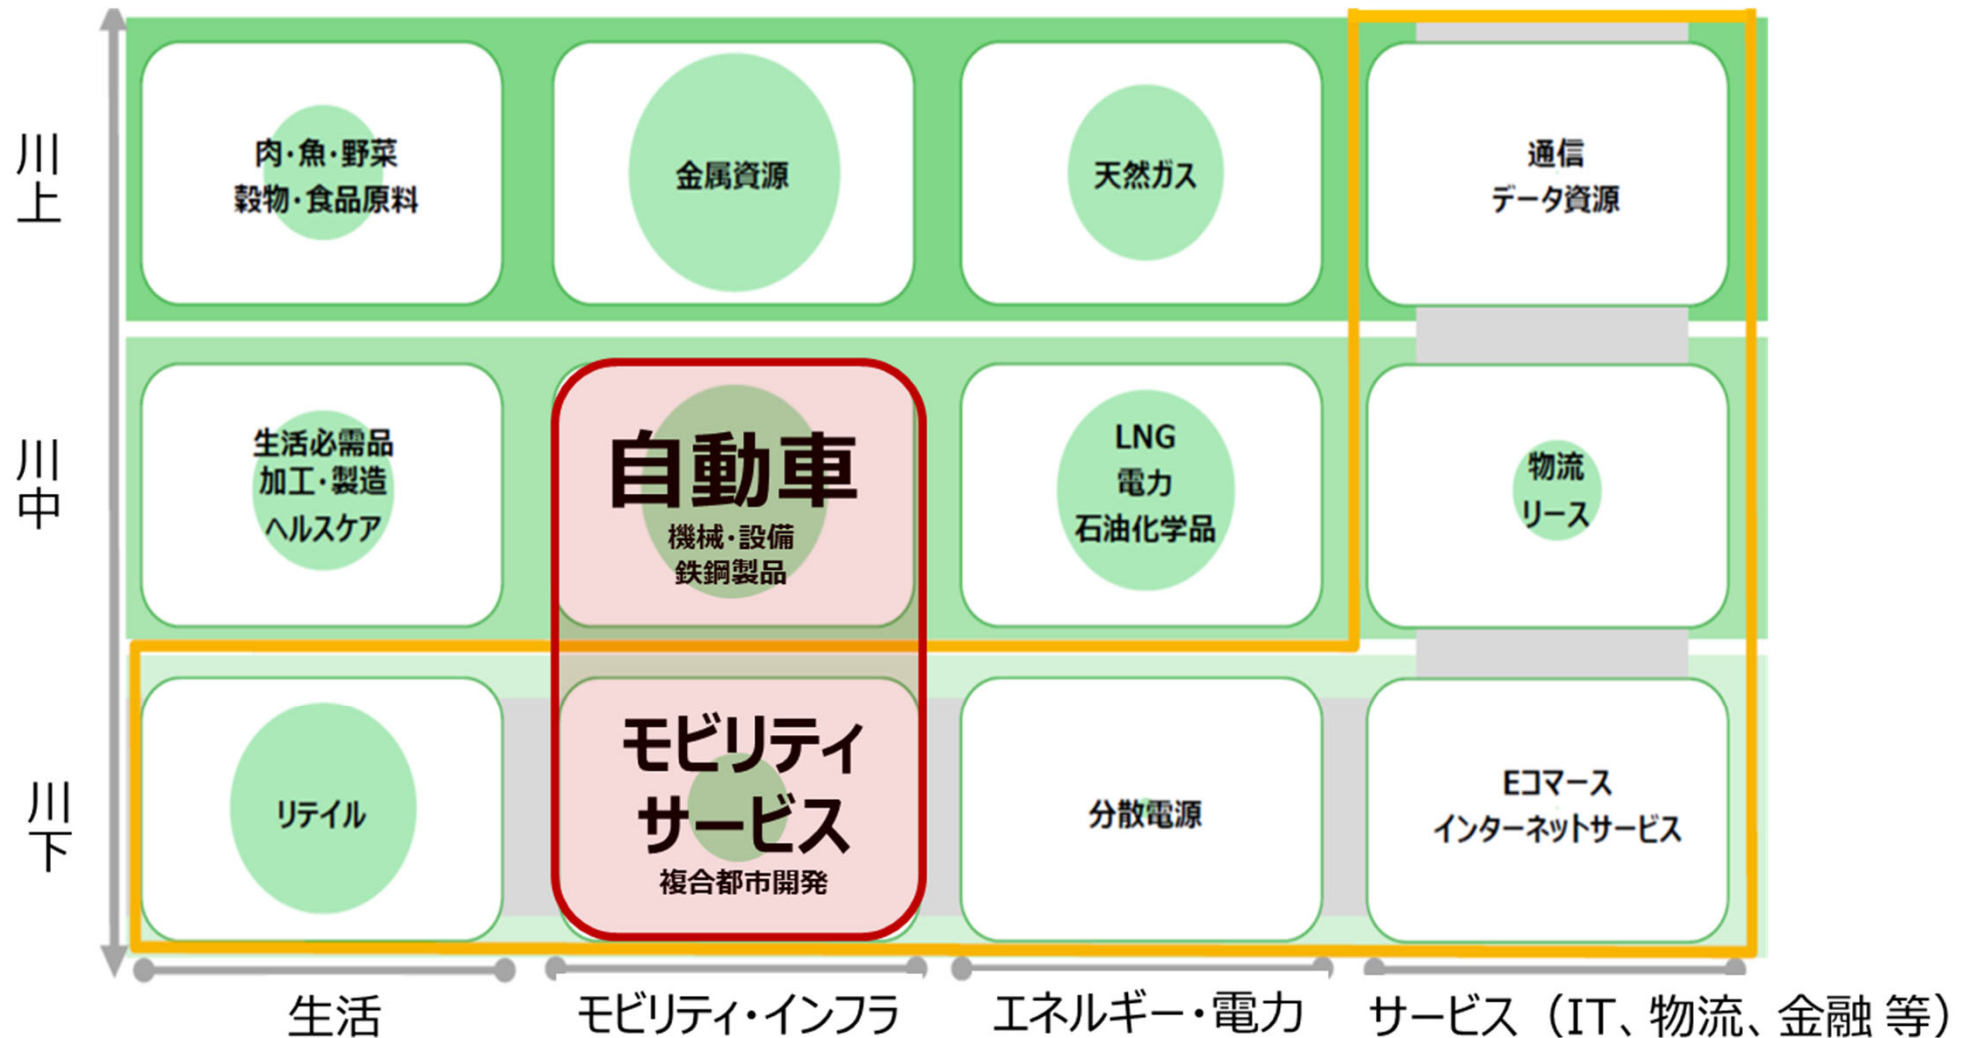 川上
肉・魚・野菜
穀物・食品原料
金属資源
天然ガス
通信
データ資源
川中
生活必需品
加工・製造
ヘルスケア
自動車
機械・設備
鉄鋼製品
LNG
電力
石油化学品
物流
リース
川下
リテイル
モビリティ
サービス
複合都市開発
分散電源
Eコマース
インターネットサービス
生活
モビリティ・インフラ
エネルギー・電力
サービス（IT、物流、金融 等）